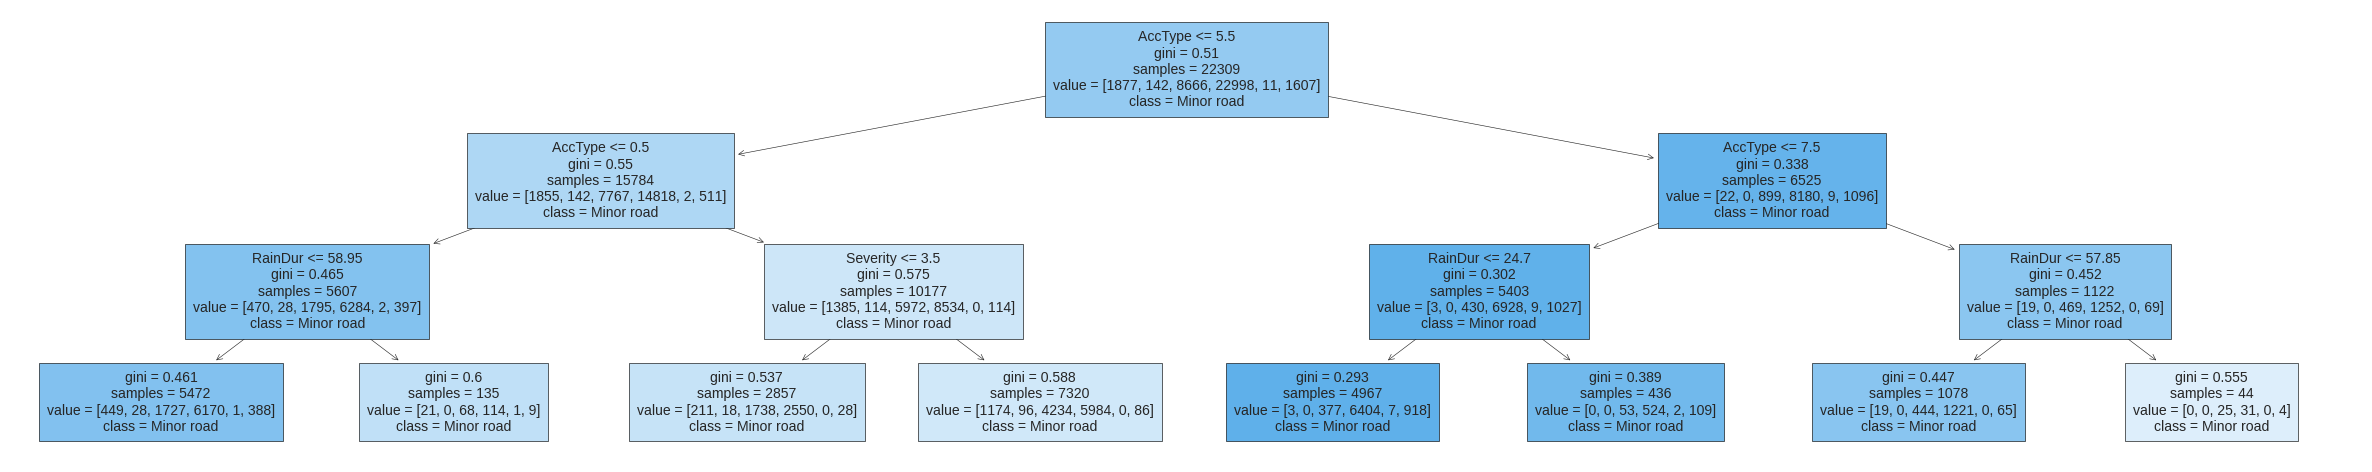 AccType <= 5.5
gini = 0.51
samples = 22309
value = [1877, 142, 8666, 22998, 11, 1607]
class = Minor road
AccType <= 0.5
gini = 0.55
samples = 15784
value = [1855, 142, 7767, 14818, 2, 511]
class = Minor road
AccType <= 7.5
gini = 0.338
samples = 6525
value = [22, 0, 899, 8180, 9, 1096]
class = Minor road
RainDur <= 58.95
gini = 0.465
samples = 5607
value = [470, 28, 1795, 6284, 2, 397]
class = Minor road
Severity <= 3.5
gini = 0.575
samples = 10177
value = [1385, 114, 5972, 8534, 0, 114]
class = Minor road
RainDur <= 24.7
gini = 0.302
samples = 5403
value = [3, 0, 430, 6928, 9, 1027]
class = Minor road
RainDur <= 57.85
gini = 0.452
samples = 1122
value = [19, 0, 469, 1252, 0, 69]
class = Minor road
gini = 0.461
samples = 5472
value = [449, 28, 1727, 6170, 1, 388]
class = Minor road
gini = 0.6
samples = 135
value = [21, 0, 68, 114, 1, 9]
class = Minor road
gini = 0.537
samples = 2857
value = [211, 18, 1738, 2550, 0, 28]
class = Minor road
gini = 0.588
samples = 7320
value = [1174, 96, 4234, 5984, 0, 86]
class = Minor road
gini = 0.293
samples = 4967
value = [3, 0, 377, 6404, 7, 918]
class = Minor road
gini = 0.389
samples = 436
value = [0, 0, 53, 524, 2, 109]
class = Minor road
gini = 0.447
samples = 1078
value = [19, 0, 444, 1221, 0, 65]
class = Minor road
gini = 0.555
samples = 44
value = [0, 0, 25, 31, 0, 4]
class = Minor road